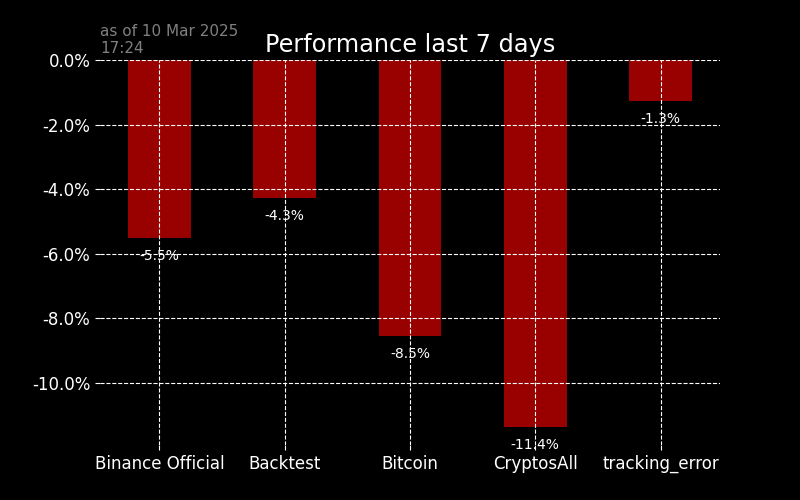 as of 10 Mar 2025
17:24
Performance last 7 days
0.0%
-2.0%
-4.0%
-6.0%
-8.0%
-10.0%
-5.5%
-4.3%
-8.5%
-11.4%
-1.3%
Binance Official
Backtest
Bitcoin
CryptosAll
tracking_error